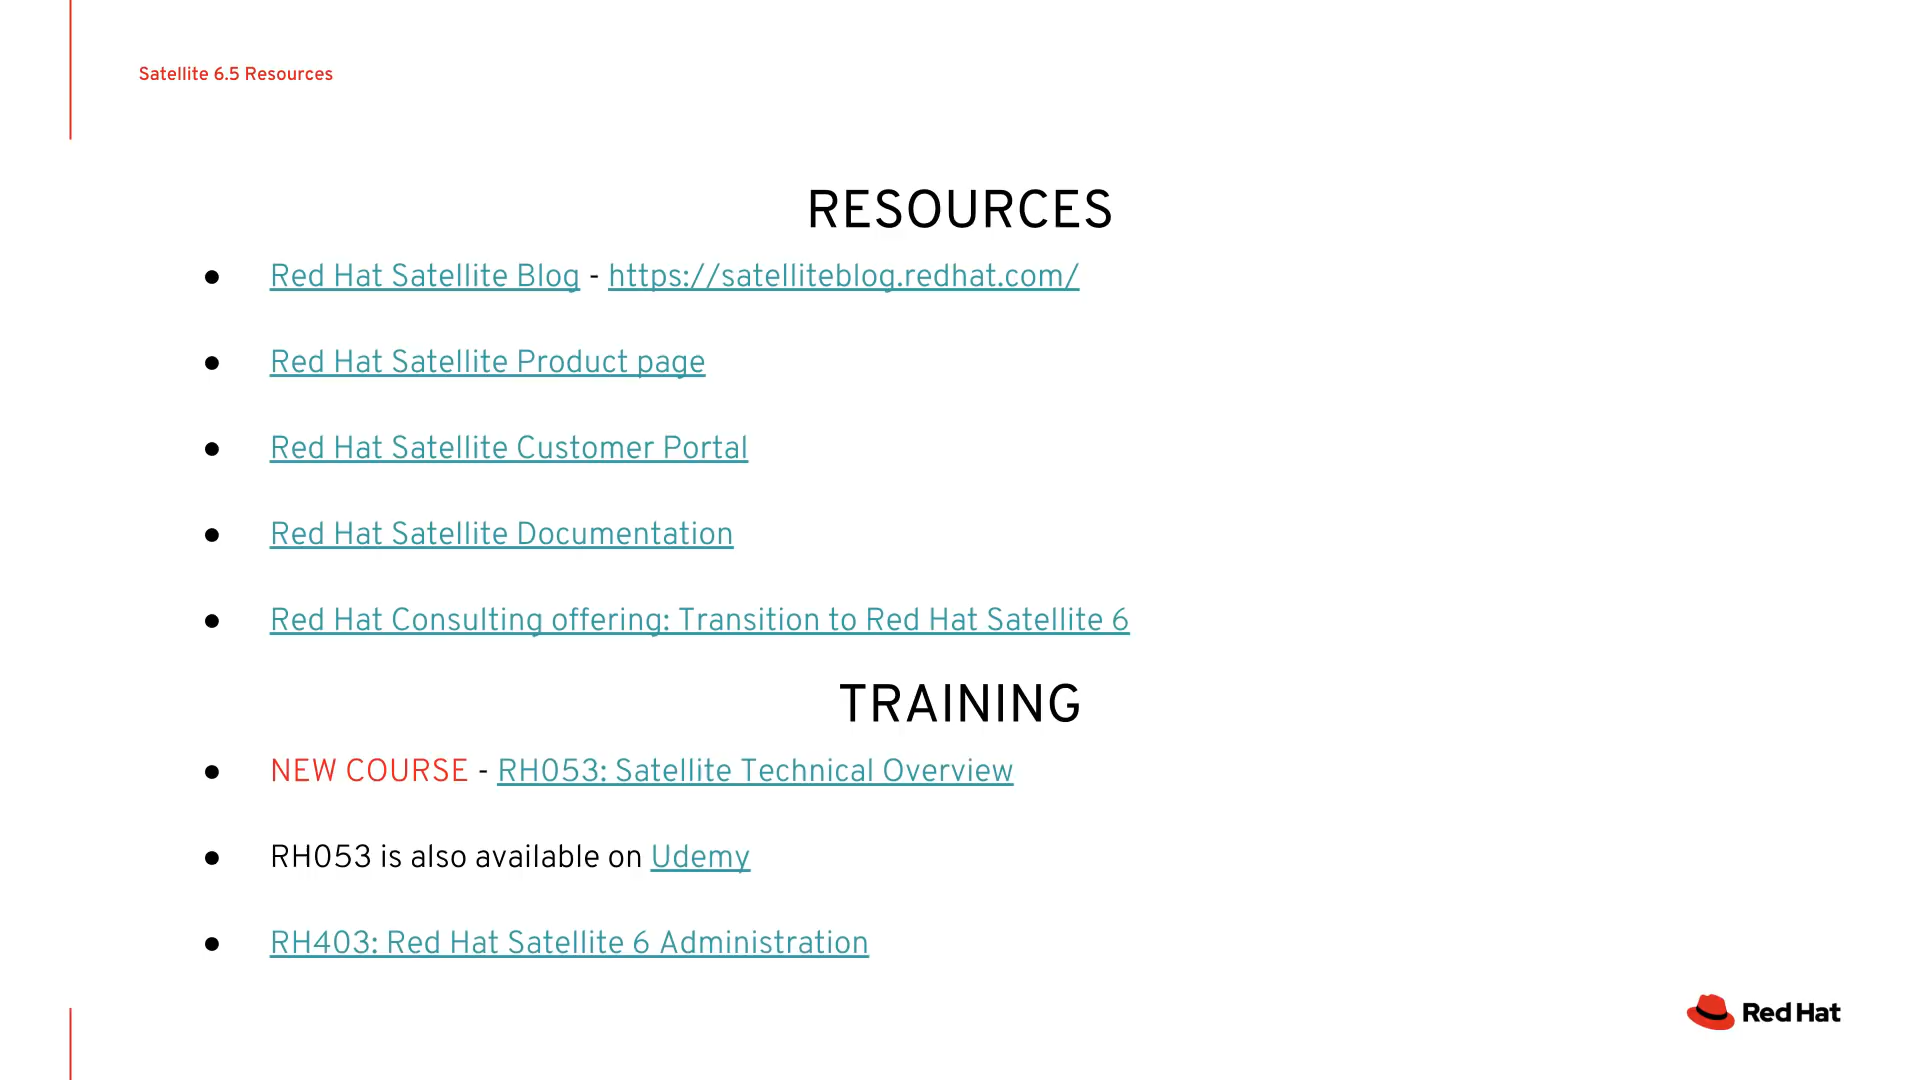 Satellite 6.5 Resources
RESOURCES
● Red Hat Satellite Blog - https://satelliteblog.redhat.com/
● Red Hat Satellite Product page
● Red Hat Satellite Customer Portal
● Red Hat Satellite Documentation
● Red Hat Consulting offering: Transition to Red Hat Satellite 6
TRAINING
● NEW COURSE - RH053: Satellite Technical Overview
● RH053 is also available on Udemy
● RH403: Red Hat Satellite 6 Administration
Red Hat